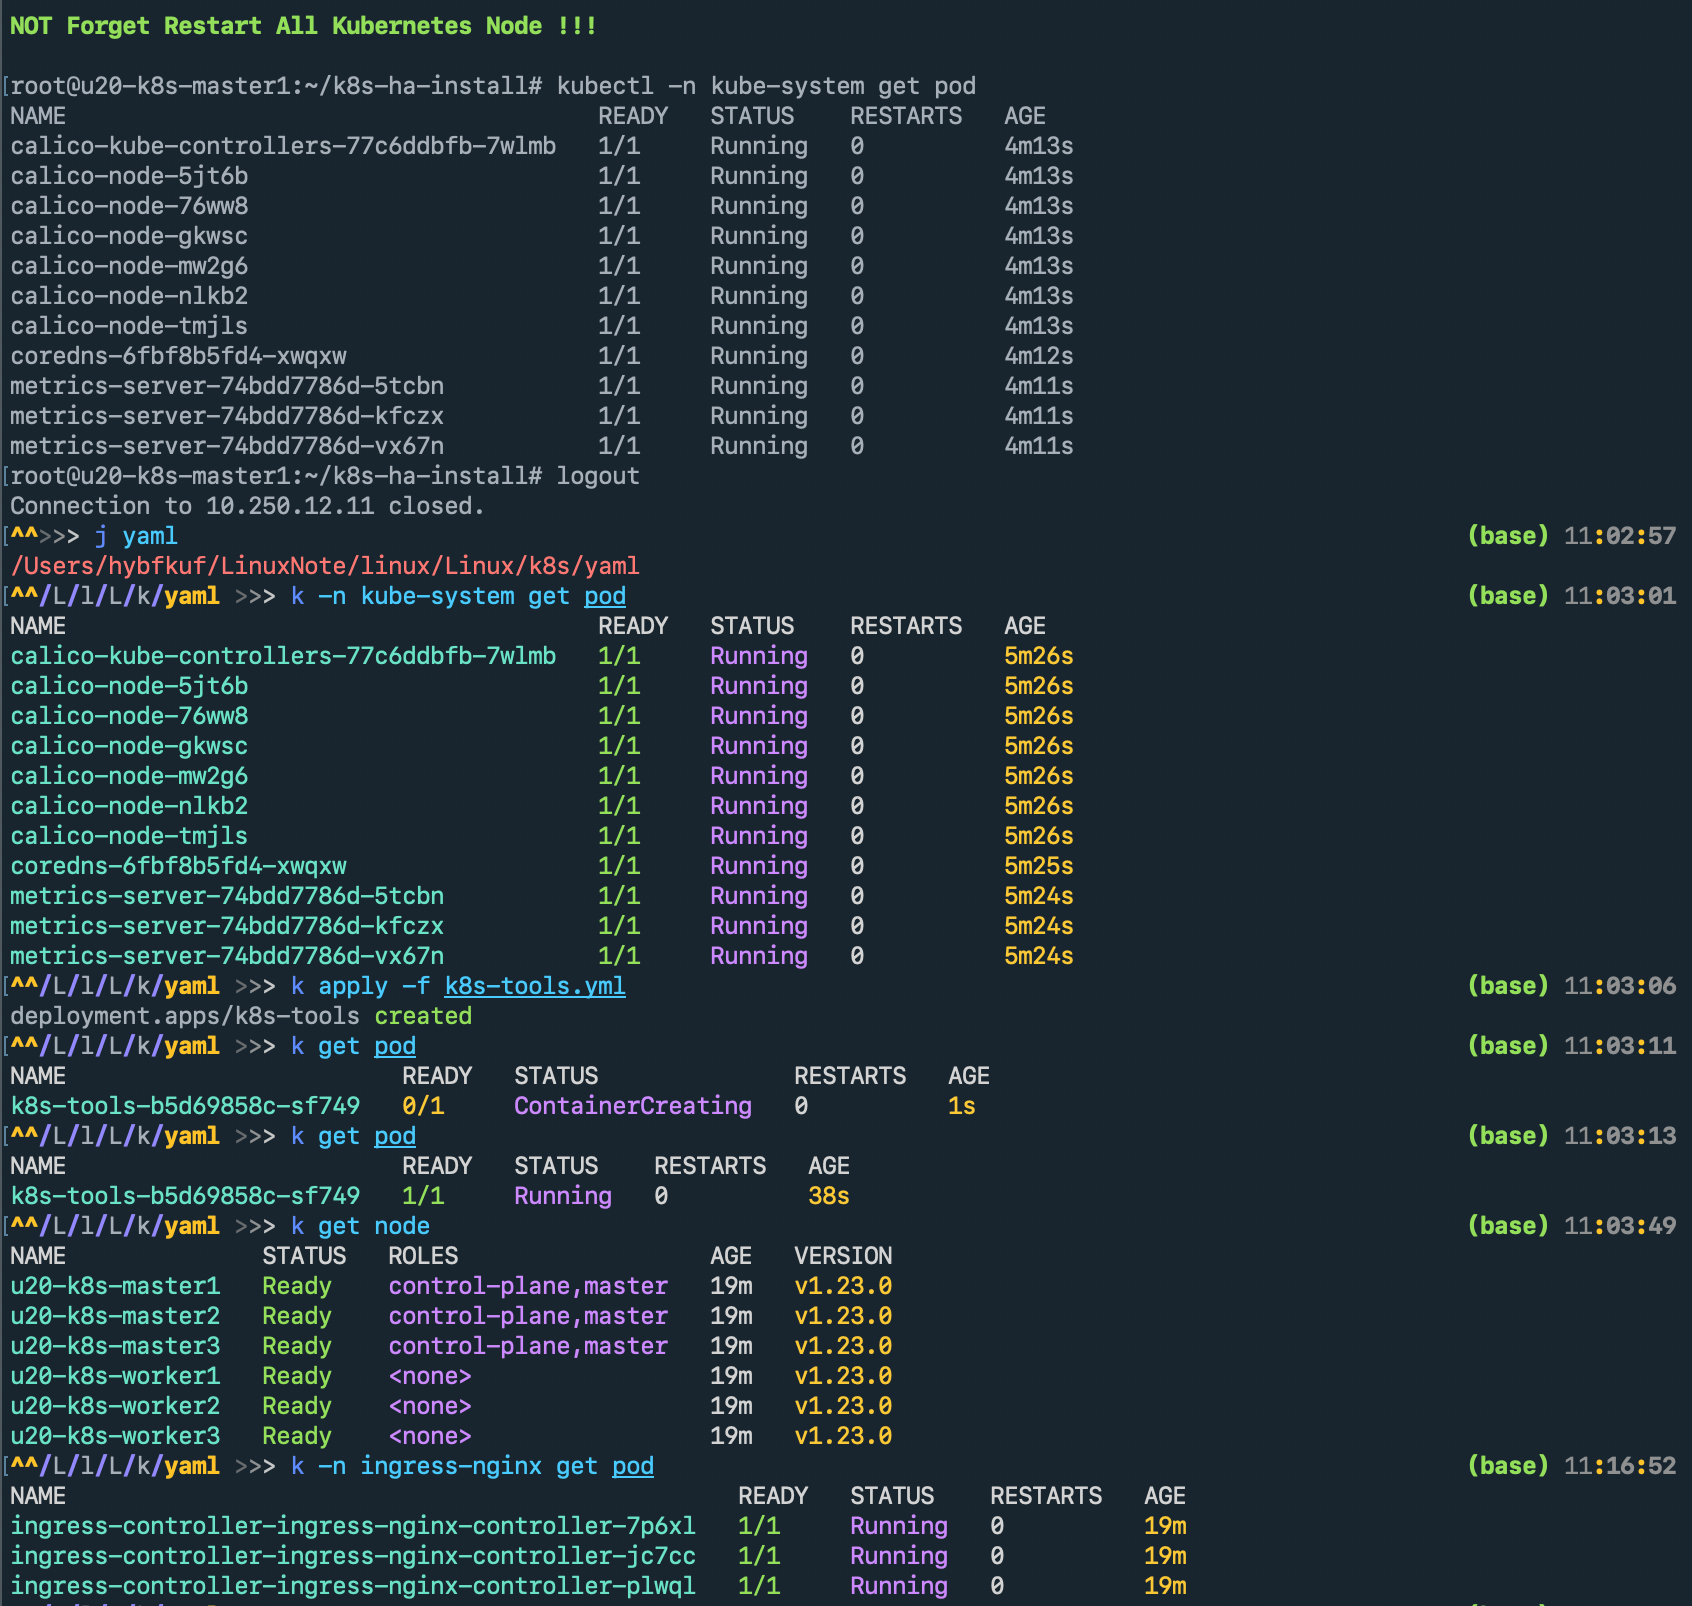 NOT Forget Restart All Kubernetes Node !!!
[root@u20-k8s-master1:~/k8s-ha-install# kubectl -n kube-system get pod
NAME READY STATUS RESTARTS AGE
calico-kube-controllers-77c6ddbfb-7wlmb 1/1 Running 0 4m13s
calico-node-5jt6b 1/1 Running 0 4m13s
calico-node-76ww8 1/1 Running 0 4m13s
calico-node-gkwsc 1/1 Running 0 4m13s
calico-node-mw2g6 1/1 Running 0 4m13s
calico-node-nlkb2 1/1 Running 0 4m13s
calico-node-tmjls 1/1 Running 0 4m13s
coredns-6fbf8b5fd4-xwqxw 1/1 Running 0 4m12s
metrics-server-74bdd7786d-5tcbn 1/1 Running 0 4m11s
metrics-server-74bdd7786d-kfczx 1/1 Running 0 4m11s
metrics-server-74bdd7786d-vx67n 1/1 Running 0 4m11s
[root@u20-k8s-master1:~/k8s-ha-install# logout
Connection to 10.250.12.11 closed.
[^^>>> j yaml (base) 11:02:57
/Users/hybfkuf/LinuxNote/linux/Linux/k8s/yaml
[^^/L/l/L/k/yaml >>> k -n kube-system get pod (base) 11:03:01
NAME READY STATUS RESTARTS AGE
calico-kube-controllers-77c6ddbfb-7wlmb 1/1 Running 0 5m26s
calico-node-5jt6b 1/1 Running 0 5m26s
calico-node-76ww8 1/1 Running 0 5m26s
calico-node-gkwsc 1/1 Running 0 5m26s
calico-node-mw2g6 1/1 Running 0 5m26s
calico-node-nlkb2 1/1 Running 0 5m26s
calico-node-tmjls 1/1 Running 0 5m26s
coredns-6fbf8b5fd4-xwqxw 1/1 Running 0 5m25s
metrics-server-74bdd7786d-5tcbn 1/1 Running 0 5m24s
metrics-server-74bdd7786d-kfczx 1/1 Running 0 5m24s
metrics-server-74bdd7786d-vx67n 1/1 Running 0 5m24s
[^^/L/l/L/k/yaml >>> k apply -f k8s-tools.yml (base) 11:03:06
deployment.apps/k8s-tools created
[^^/L/l/L/k/yaml >>> k get pod (base) 11:03:11
NAME READY STATUS RESTARTS AGE
k8s-tools-b5d69858c-sf749 0/1 ContainerCreating 0 1s
[^^/L/l/L/k/yaml >>> k get pod (base) 11:03:13
NAME READY STATUS RESTARTS AGE
k8s-tools-b5d69858c-sf749 1/1 Running 0 38s
[^^/L/l/L/k/yaml >>> k get node (base) 11:03:49
NAME STATUS ROLES AGE VERSION
u20-k8s-master1 Ready control-plane,master 19m v1.23.0
u20-k8s-master2 Ready control-plane,master 19m v1.23.0
u20-k8s-master3 Ready control-plane,master 19m v1.23.0
u20-k8s-worker1 Ready <none> 19m v1.23.0
u20-k8s-worker2 Ready <none> 19m v1.23.0
u20-k8s-worker3 Ready <none> 19m v1.23.0
[^^/L/l/L/k/yaml >>> k -n ingress-nginx get pod (base) 11:16:52
NAME READY STATUS RESTARTS AGE
ingress-controller-ingress-nginx-controller-7p6xl 1/1 Running 0 19m
ingress-controller-ingress-nginx-controller-jc7cc 1/1 Running 0 19m
ingress-controller-ingress-nginx-controller-plwql 1/1 Running 0 19m